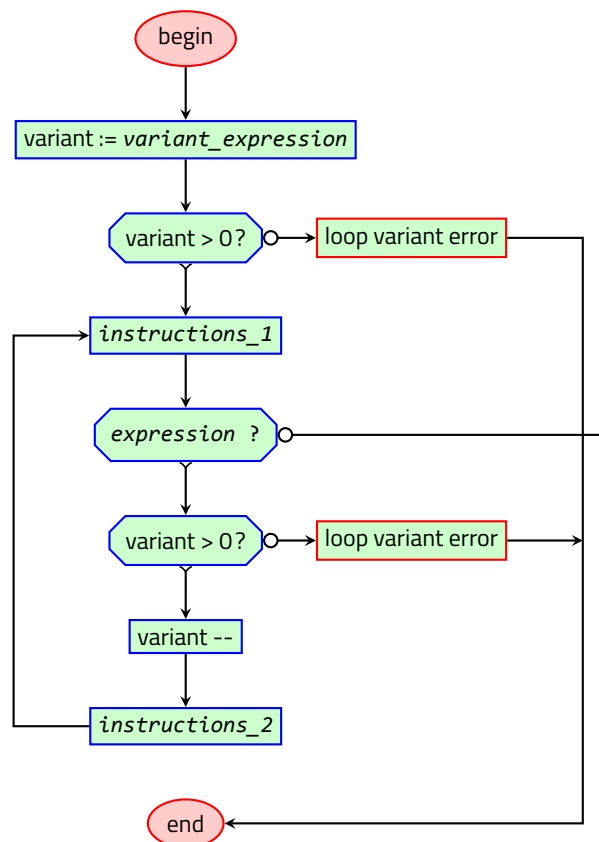 begin
variant := variant_expression
variant > 0?
loop variant error
instructions_1
expression ?
variant > 0?
loop variant error
variant --
instructions_2
end